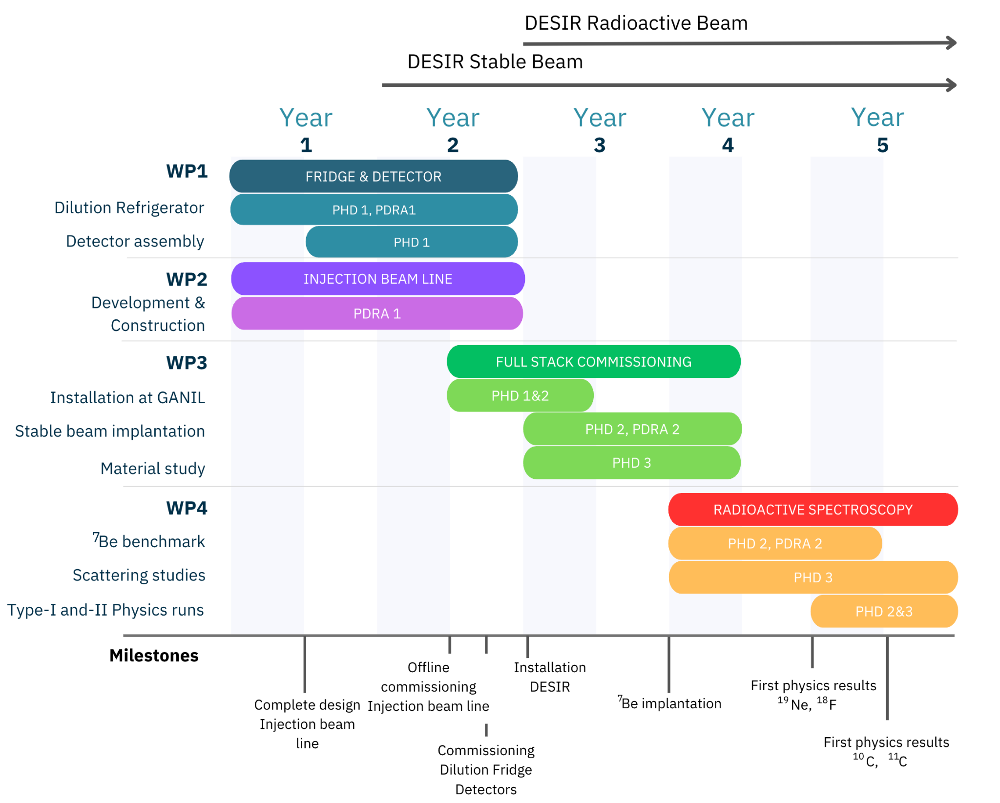 DESIR Radioactive Beam
DESIR Stable Beam
Year
1
Year
2
Year
3
Year
4
Year
5
WP1
FRIDGE & DETECTOR
Dilution Refrigerator
PHD 1, PDRA1
Detector assembly
PHD 1
WP2
INJECTION BEAM LINE
Development &
Construction
PDRA 1
WP3
FULL STACK COMMISSIONING
Installation at GANIL
PHD 1&2
Stable beam implantation
PHD 2, PDRA 2
Material study
PHD 3
WP4
RADIOACTIVE SPECTROSCOPY
⁷Be benchmark
PHD 2, PDRA 2
Scattering studies
PHD 3
Type-I and-II Physics runs
PHD 2&3
Milestones
Complete design
Injection beam
line
Offline
commissioning
Injection beam line
Commissioning
Dilution Fridge
Detectors
Installation
DESIR
⁷Be implantation
First physics results
¹⁹Ne, ¹⁸F
First physics results
¹⁰C, ¹¹C